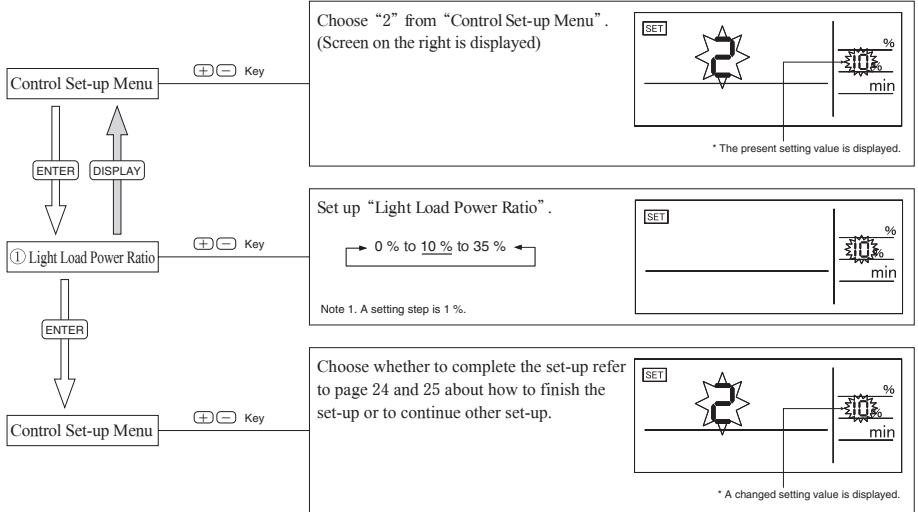 Control Set-up Menu
+ − Key
Choose “2” from “Control Set-up Menu”.
(Screen on the right is displayed)
SET
2
%
10%
min
* The present setting value is displayed.
ENTER
DISPLAY
① Light Load Power Ratio
+ − Key
Set up “Light Load Power Ratio”.
0 % to 10 % to 35 %
Note 1. A setting step is 1 %.
SET
%
10%
min
ENTER
Control Set-up Menu
+ − Key
Choose whether to complete the set-up refer
to page 24 and 25 about how to finish the
set-up or to continue other set-up.
SET
2
%
10%
min
* A changed setting value is displayed.